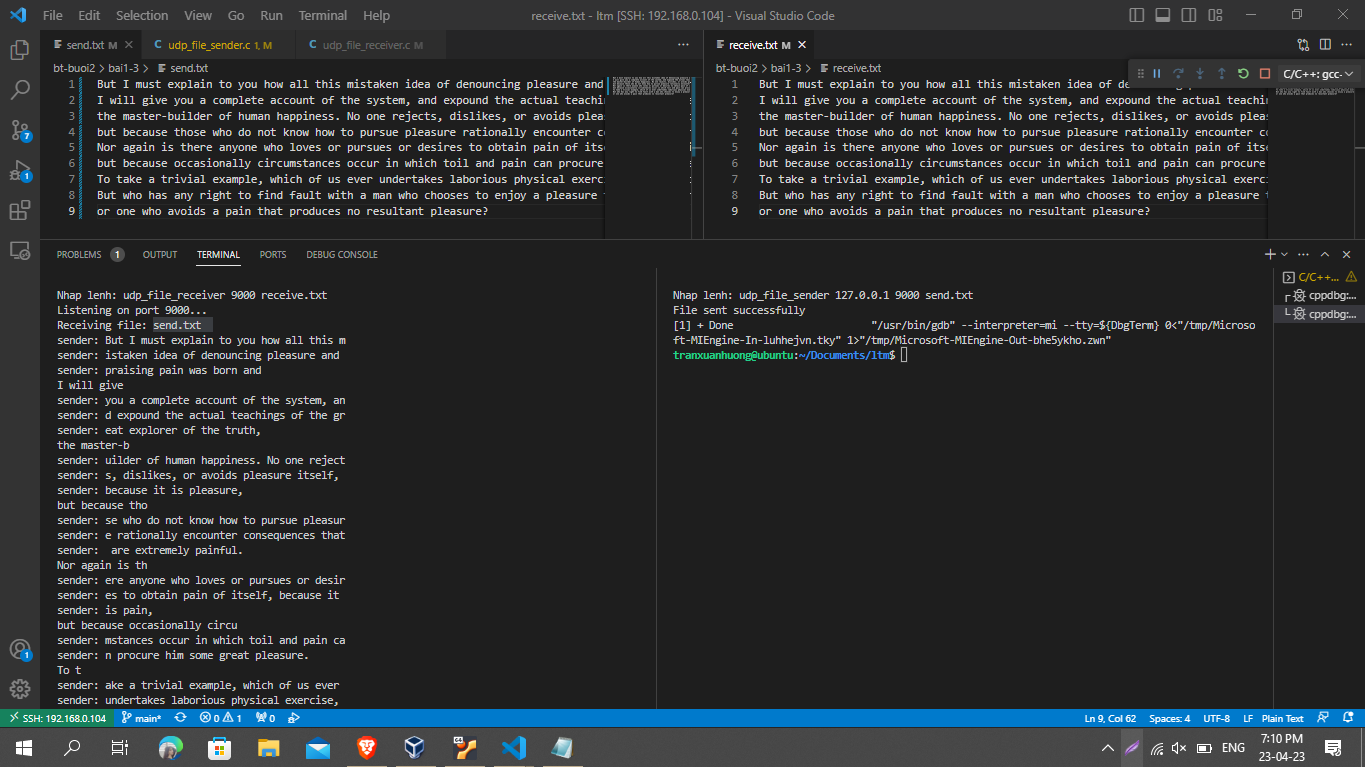 File Edit Selection View Go Run Terminal Help
receive.txt - ltm [SSH: 192.168.0.104] - Visual Studio Code
send.txt M
udp_file_sender.c 1, M
udp_file_receiver.c M
receive.txt M
bt-buoi2 > bai1-3 > send.txt
1 But I must explain to you how all this mistaken idea of denouncing pleasure and
2 I will give you a complete account of the system, and expound the actual
3 the master-builder of human happiness. No one rejects, dislikes, or avoids
4 but because those who do not know how to pursue pleasure rationally encounter
5 Nor again is there anyone who loves or pursues or desires to obtain pain of
6 but because occasionally circumstances occur in which toil and pain can procure
7 To take a trivial example, which of us ever undertakes laborious physical
8 But who has any right to find fault with a man who chooses to enjoy a pleasure
9 or one who avoids a pain that produces no resultant pleasure?
bt-buoi2 > bai1-3 > receive.txt
C/C++: gcc-
1 But I must explain to you how all this mistaken idea of
2 I will give you a complete account of the system, and expound the actual
3 the master-builder of human happiness. No one rejects, dislikes, or avoids
4 but because those who do not know how to pursue pleasure rationally encounter
5 Nor again is there anyone who loves or pursues or desires to obtain pain of
6 but because occasionally circumstances occur in which toil and pain can procure
7 To take a trivial example, which of us ever undertakes laborious physical
8 But who has any right to find fault with a man who chooses to enjoy a pleasure
9 or one who avoids a pain that produces no resultant pleasure?
PROBLEMS 1 OUTPUT TERMINAL PORTS DEBUG CONSOLE
Nhap lenh: udp_file_receiver 9000 receive.txt
Listening on port 9000...
Receiving file: send.txt
sender: But I must explain to you how all this m
sender: istaken idea of denouncing pleasure and
sender: praising pain was born and
I will give
sender: you a complete account of the system, an
sender: d expound the actual teachings of the gr
sender: eat explorer of the truth,
the master-b
sender: uilder of human happiness. No one reject
sender: s, dislikes, or avoids pleasure itself,
sender: because it is pleasure,
but because tho
sender: se who do not know how to pursue pleasur
sender: e rationally encounter consequences that
sender:  are extremely painful.
Nor again is th
sender: ere anyone who loves or pursues or desir
sender: es to obtain pain of itself, because it
sender: is pain,
but because occasionally circu
sender: mstances occur in which toil and pain ca
sender: n procure him some great pleasure.
To t
sender: ake a trivial example, which of us ever
sender: undertakes laborious physical exercise,
Nhap lenh: udp_file_sender 127.0.0.1 9000 send.txt
File sent successfully
[1] + Done "/usr/bin/gdb" --interpreter=mi --tty=${DbgTerm} 0<"/tmp/Microso
ft-MIEngine-In-luhhejvn.tky" 1>"/tmp/Microsoft-MIEngine-Out-bhe5ykho.zwn"
tranxuanhuong@ubuntu:~/Documents/ltm$
C/C++...
cppdbg:...
cppdbg:...
7
1
1
SSH: 192.168.0.104 main* 0 1 0
Ln 9, Col 62 Spaces: 4 UTF-8 LF Plain Text
64
ENG
7:10 PM
23-04-23